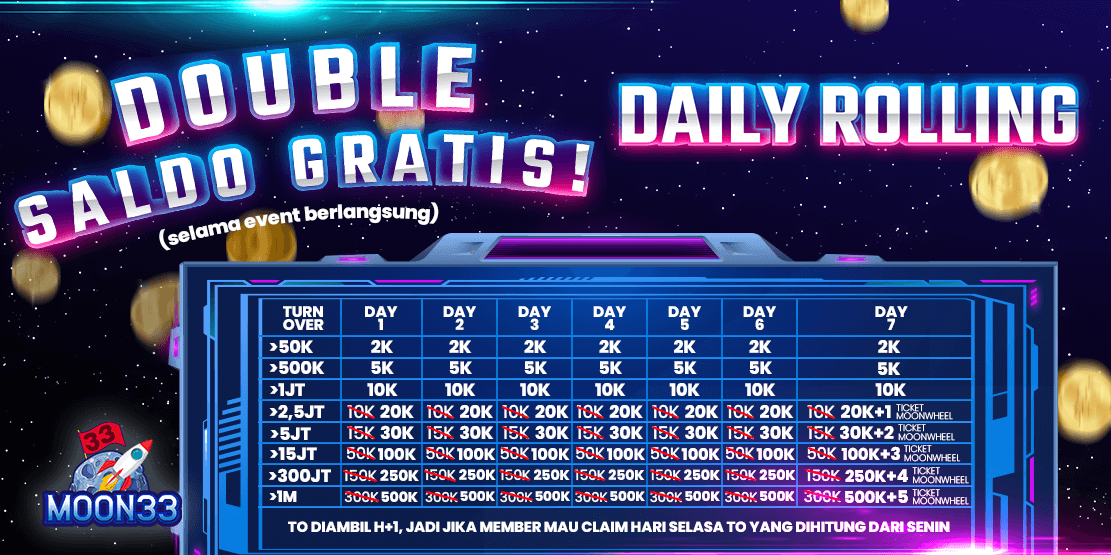 DOUBLE
SALDO GRATIS!
(selama event berlangsung)
DAILY ROLLING
TURN OVER DAY 1 DAY 2 DAY 3 DAY 4 DAY 5 DAY 6 DAY 7
>50K 2K 2K 2K 2K 2K 2K 2K
>500K 5K 5K 5K 5K 5K 5K 5K
>1JT 10K 10K 10K 10K 10K 10K 10K
>2,5JT 10K 20K 10K 20K 10K 20K 10K 20K 10K 20K 10K 20K 10K 20K+1 TICKET MOONWHEEL
>5JT 15K 30K 15K 30K 15K 30K 15K 30K 15K 30K 15K 30K 15K 30K+2 TICKET MOONWHEEL
>15JT 50K 100K 50K 100K 50K 100K 50K 100K 50K 100K 50K 100K 50K 100K+3 TICKET MOONWHEEL
>300JT 150K 250K 150K 250K 150K 250K 150K 250K 150K 250K 150K 250K 150K 250K+4 TICKET MOONWHEEL
>1M 300K 500K 300K 500K 300K 500K 300K 500K 300K 500K 300K 500K 300K 500K+5 TICKET MOONWHEEL
TO DIAMBIL H+1, JADI JIKA MEMBER MAU CLAIM HARI SELASA TO YANG DIHITUNG DARI SENIN
33
MOON33